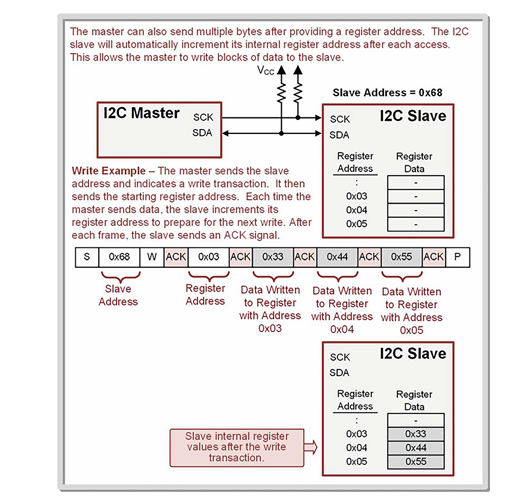 The master can also send multiple bytes after providing a register address. The I2C
slave will automatically increment its internal register address after each access.
This allows the master to write blocks of data to the slave.
VCC
Slave Address = 0x68
I2C Master
SCK
SDA
SCK
SDA
I2C Slave
Register Address
Register Data
:
-
0x03
-
0x04
-
0x05
-
Write Example – The master sends the slave
address and indicates a write transaction. It then
sends the starting register address. Each time the
master sends data, the slave increments its
register address to prepare for the next write. After
each frame, the slave sends an ACK signal.
S 0x68 W ACK 0x03 ACK 0x33 ACK 0x44 ACK 0x55 ACK P
Slave
Address
Register
Address
Data Written
to Register
with Address
0x03
Data Written
to Register
with Address
0x04
Data Written
to Register
with Address
0x05
SCK
SDA
I2C Slave
Register Address
Register Data
:
-
0x03 0x33
0x04 0x44
0x05 0x55
Slave internal register
values after the write
transaction.